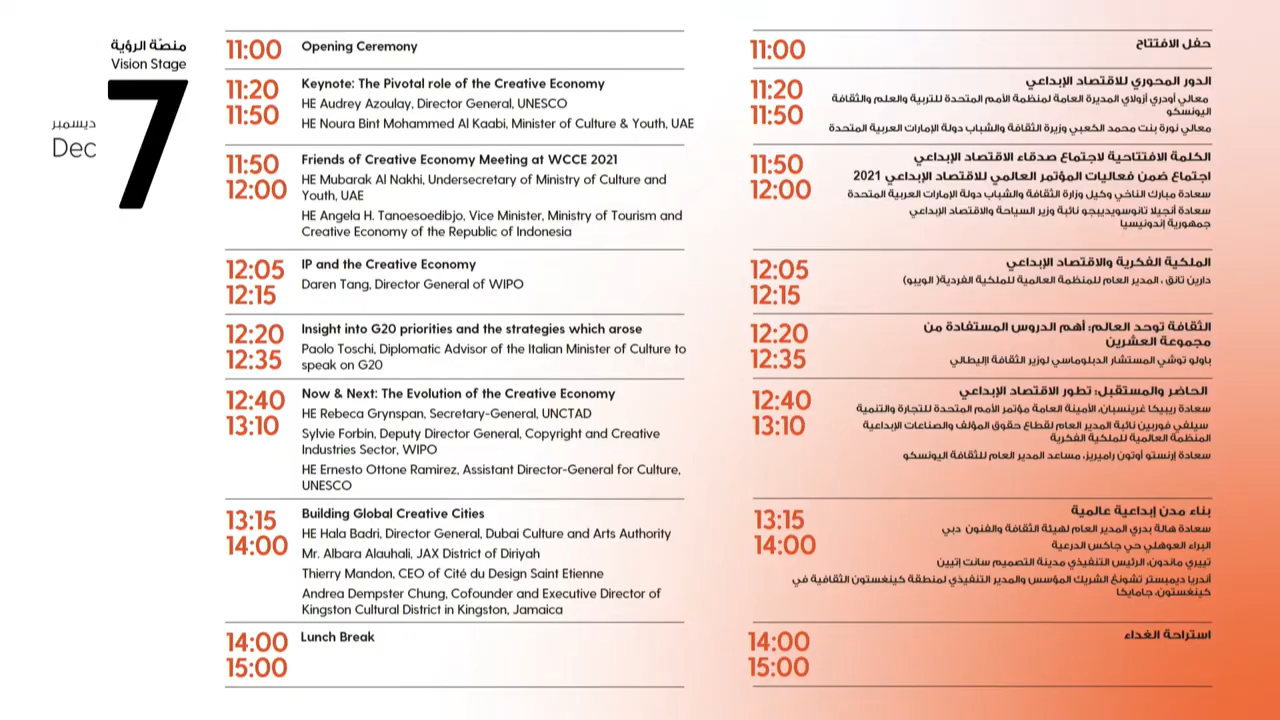 منصّة الرؤية
Vision Stage
7
ديسمبر
Dec
11:00
Opening Ceremony
11:20
11:50
Keynote: The Pivotal role of the Creative Economy
HE Audrey Azoulay, Director General, UNESCO
HE Noura Bint Mohammed Al Kaabi, Minister of Culture & Youth, UAE
11:50
12:00
Friends of Creative Economy Meeting at WCCE 2021
HE Mubarak Al Nakhi, Undersecretary of Ministry of Culture and
Youth, UAE
HE Angela H. Tanoesoedibjo, Vice Minister, Ministry of Tourism and
Creative Economy of the Republic of Indonesia
12:05
12:15
IP and the Creative Economy
Daren Tang, Director General of WIPO
12:20
12:35
Insight into G20 priorities and the strategies which arose
Paolo Toschi, Diplomatic Advisor of the Italian Minister of Culture to
speak on G20
12:40
13:10
Now & Next: The Evolution of the Creative Economy
HE Rebeca Grynspan, Secretary-General, UNCTAD
Sylvie Forbin, Deputy Director General, Copyright and Creative
Industries Sector, WIPO
HE Ernesto Ottone Ramirez, Assistant Director-General for Culture,
UNESCO
13:15
14:00
Building Global Creative Cities
HE Hala Badri, Director General, Dubai Culture and Arts Authority
Mr. Albara Alauhali, JAX District of Diriyah
Thierry Mandon, CEO of Cité du Design Saint Etienne
Andrea Dempster Chung, Cofounder and Executive Director of
Kingston Cultural District in Kingston, Jamaica
14:00
15:00
Lunch Break
11:00
حفل الافتتاح
11:20
11:50
الدور المحوري للاقتصاد الإبداعي
معالي أودري أزولاي المديرة العامة لمنظمة الأمم المتحدة للتربية والعلم والثقافة
اليونسكو
معالي نورة بنت محمد الكعبي وزيرة الثقافة والشباب دولة الإمارات العربية المتحدة
11:50
12:00
الكلمة الافتتاحية لاجتماع صدقاء الاقتصاد الإبداعي
اجتماع ضمن فعاليات المؤتمر العالمي للاقتصاد الإبداعي 2021
سعادة مبارك الناخي وكيل وزارة الثقافة والشباب دولة الإمارات العربية المتحدة
سعادة أنجيلا تانوسويديبجو نائبة وزير السياحة والاقتصاد الإبداعي
جمهورية إندونيسيا
12:05
12:15
الملكية الفكرية والاقتصاد الإبداعي
دارين تانق ، المدير العام للمنظمة العالمية للملكية الفردية( الويبو)
12:20
12:35
الثقافة توحد العالم: أهم الدروس المستفادة من
مجموعة العشرين
باولو توشي المستشار الدبلوماسي لوزير الثقافة الإيطالي
12:40
13:10
الحاضر والمستقبل: تطور الاقتصاد الإبداعي
سعادة ريبيكا غرينسبان، الأمينة العامة مؤتمر الأمم المتحدة للتجارة والتنمية
سيلفي فوربين نائبة المدير العام لقطاع حقوق المؤلف والصناعات الإبداعية
المنظمة العالمية للملكية الفكرية
سعادة إرنستو أوتون راميريز، مساعد المدير العام للثقافة اليونسكو
13:15
14:00
بناء مدن إبداعية عالمية
سعادة هالة بدري المدير العام لهيئة الثقافة والفنون دبي
البراء العوهلي حي جاكس الدرعية
تييري ماندون، الرئيس التنفيذي مدينة التصميم سانت إتيين
أندريا ديمبستر تشونغ الشريك المؤسس والمدير التنفيذي لمنطقة كينغستون الثقافية في
كينغستون، جامايكا
14:00
15:00
استراحة الغداء